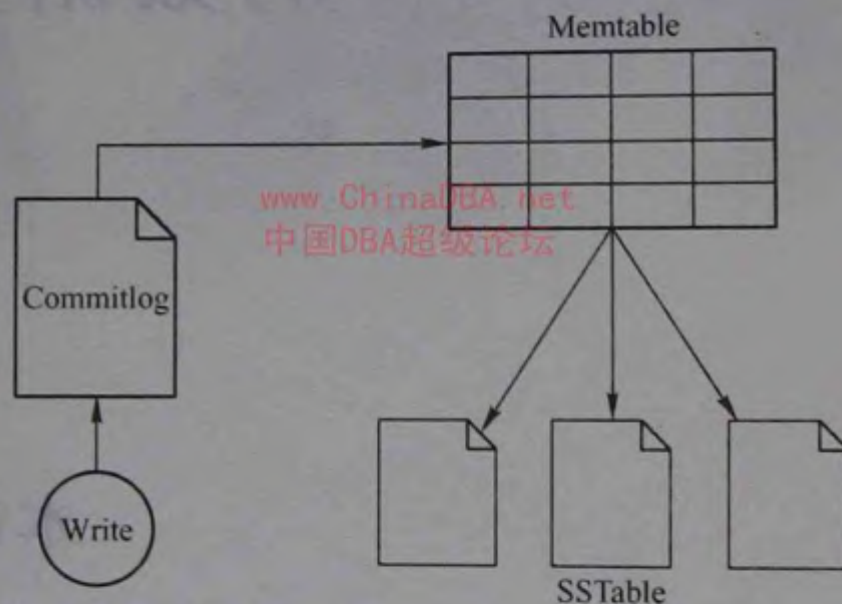 Memtable
www.ChinaDBA.net
中国DBA超级论坛
Commitlog
Write
SSTable